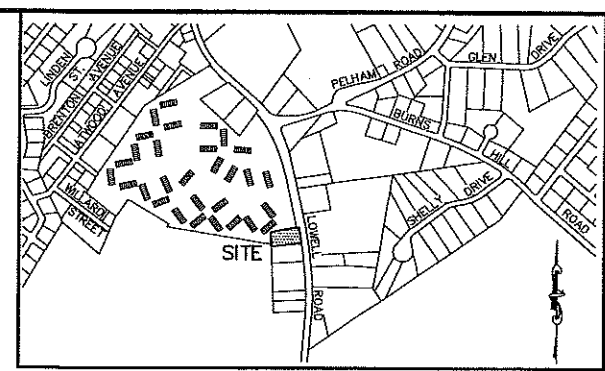 LINDEN
ST.
BRENTON AVENUE
ATWOOD AVENUE
WILLARD
STREET
PELHAM ROAD
GLEN DRIVE
BURNS HILL ROAD
SHELLY DRIVE
LOWELL ROAD
SITE